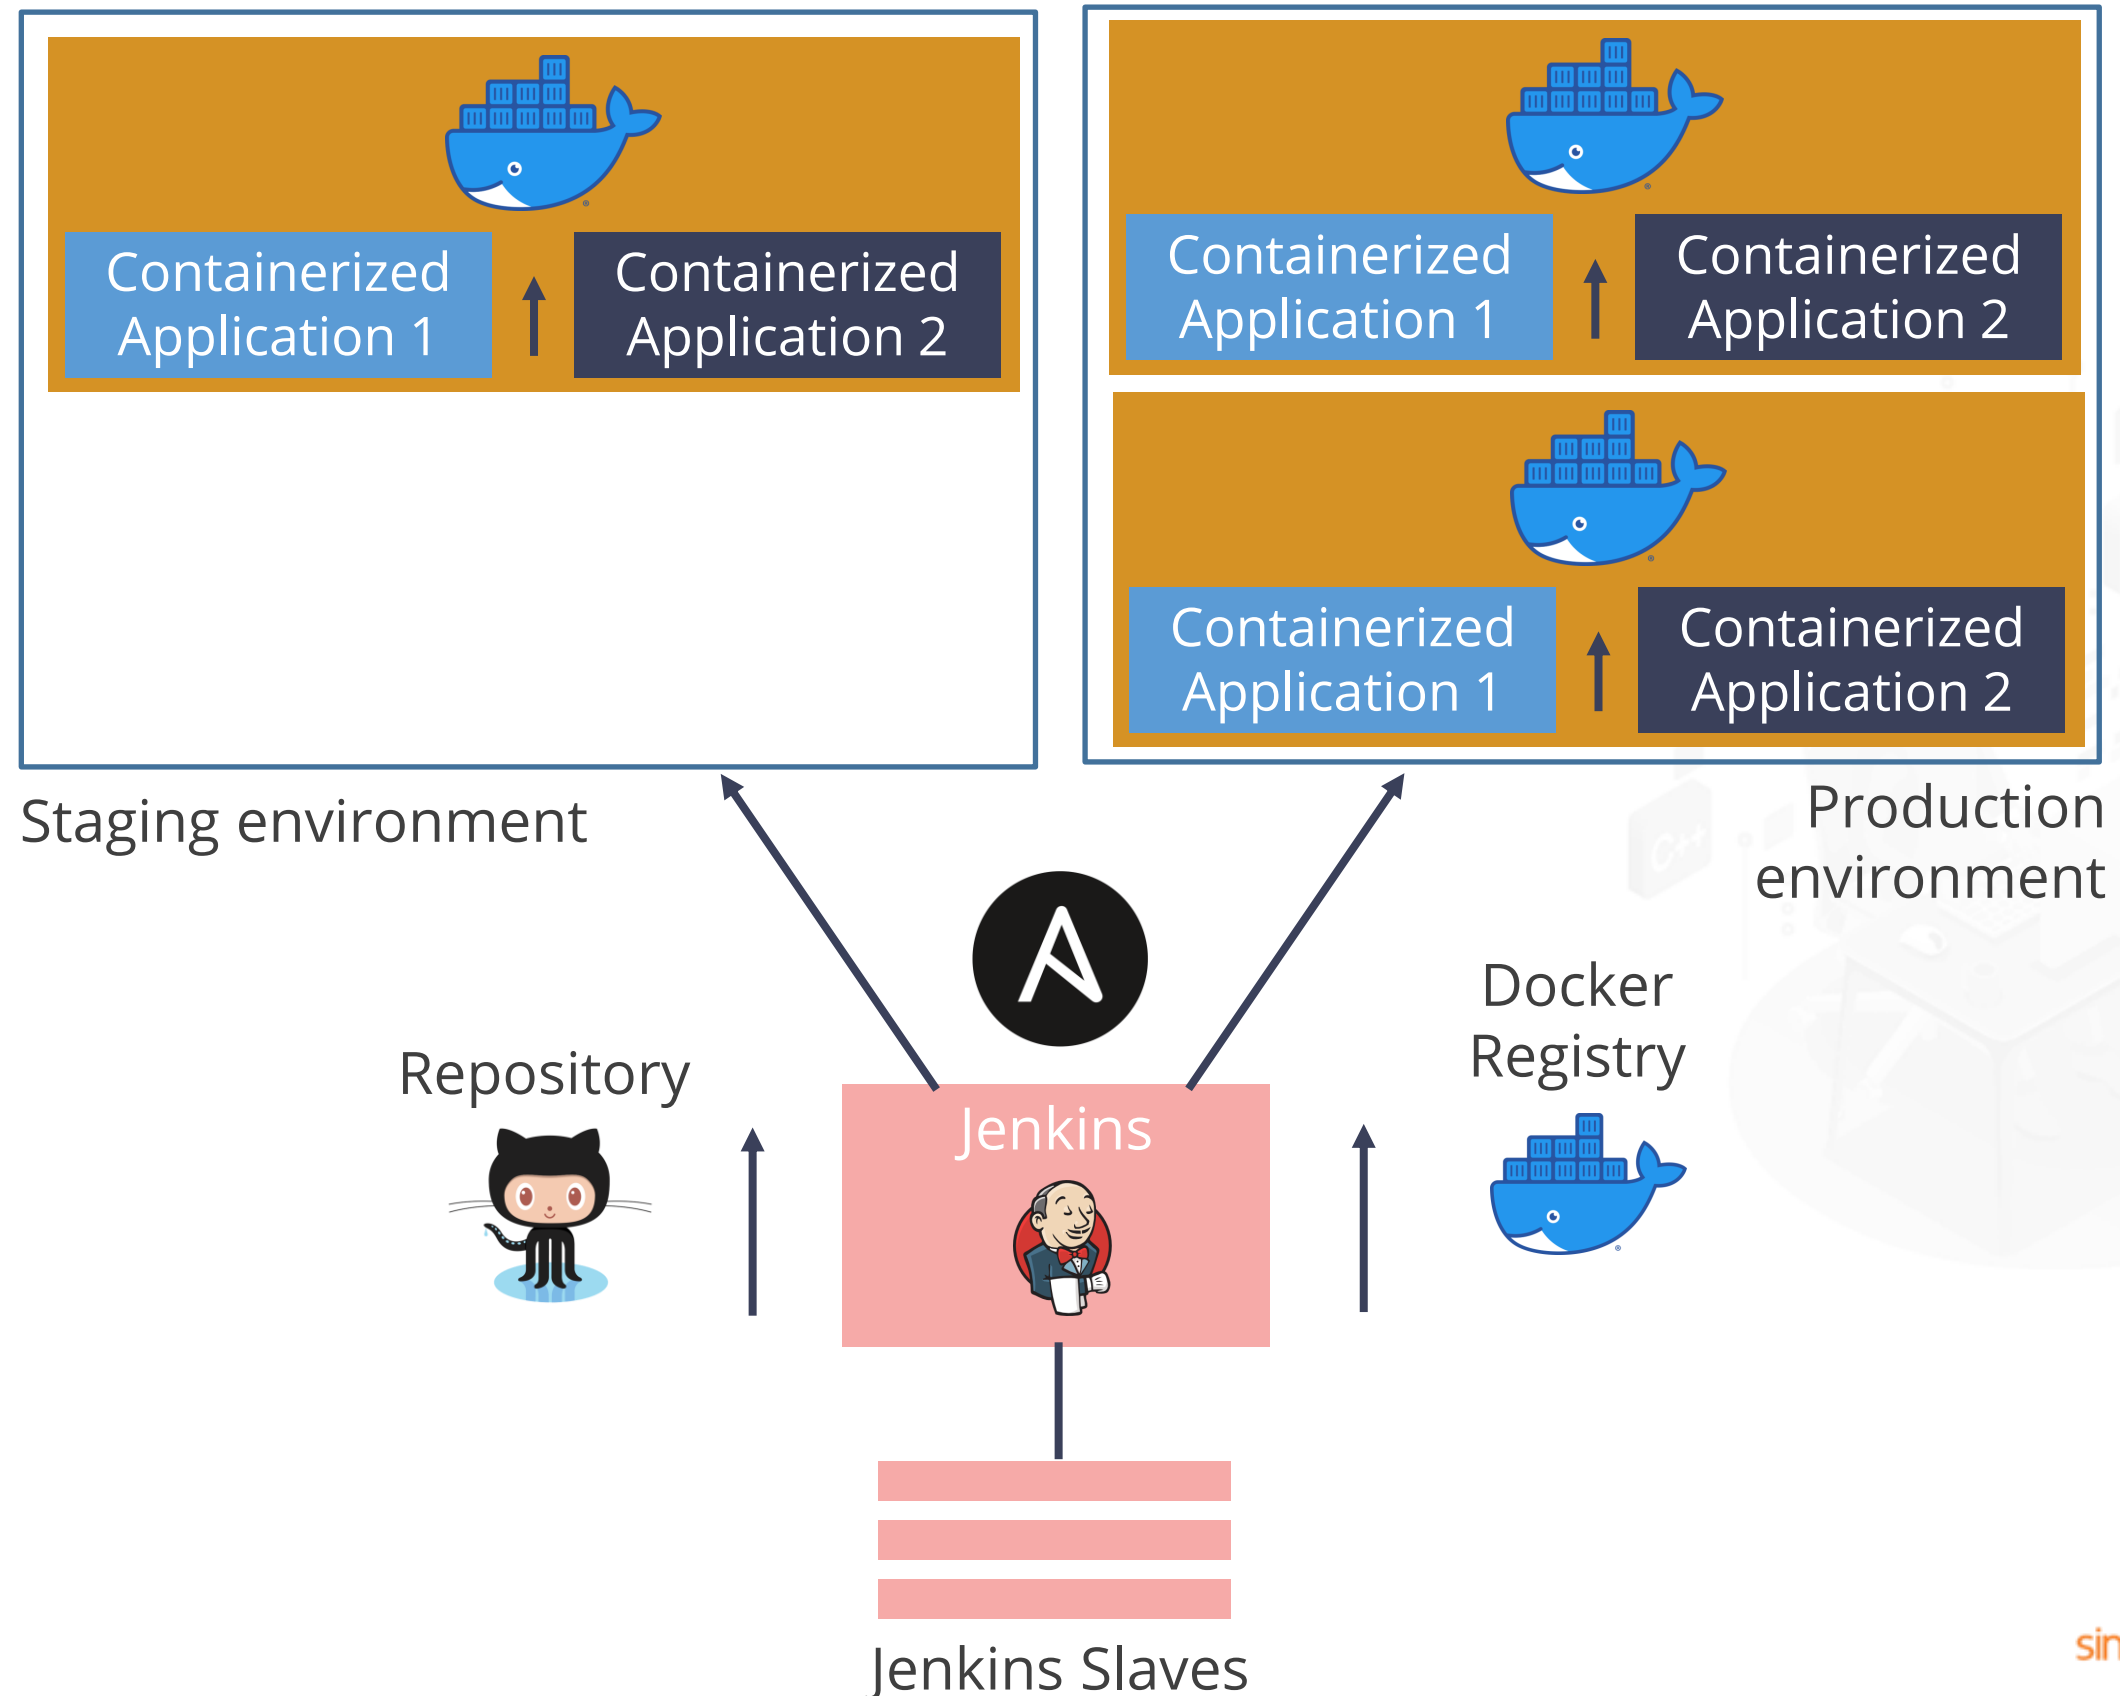 Containerized
Application 1
Containerized
Application 2
Containerized
Application 1
Containerized
Application 2
Containerized
Application 1
Containerized
Application 2
Staging environment
Production
environment
C++
Docker
Registry
Repository
Jenkins
Jenkins Slaves